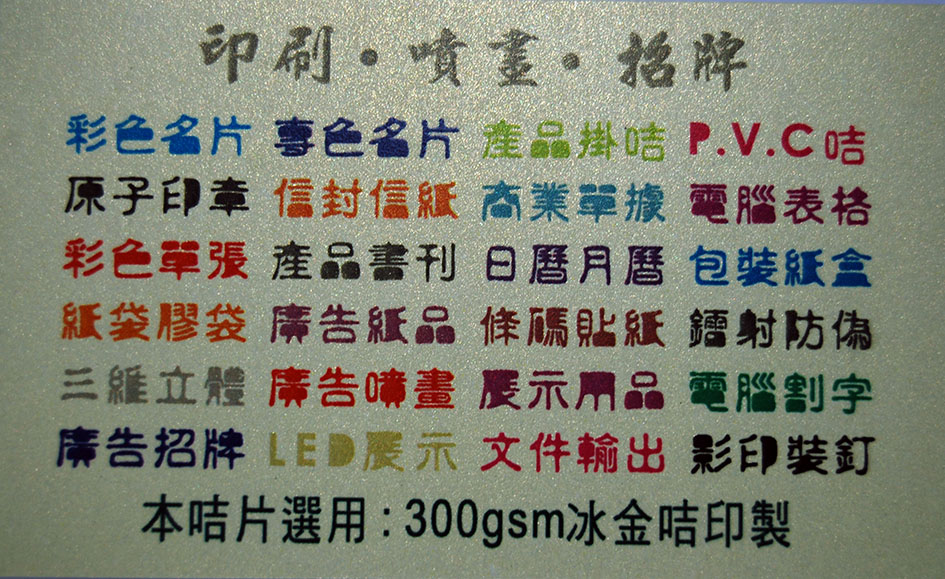 印刷·噴畫·招牌
彩色名片 專色名片 產品掛咭 P.V.C咭
原子印章 信封信紙 商業單據 電腦表格
彩色單張 產品書刊 日曆月曆 包裝紙盒
紙袋膠袋 廣告紙品 條碼貼紙 鐳射防偽
三維立體 廣告噴畫 展示用品 電腦割字
廣告招牌 LED展示 文件輸出 影印裝釘
本咭片選用:300gsm冰金咭印製